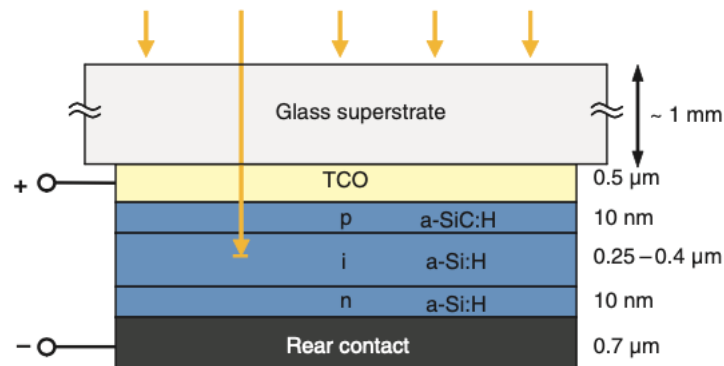 Glass superstrate
~ 1 mm
+
TCO
0.5 µm
p a-SiC:H
10 nm
i a-Si:H
0.25–0.4 µm
n a-Si:H
10 nm
–
Rear contact
0.7 µm